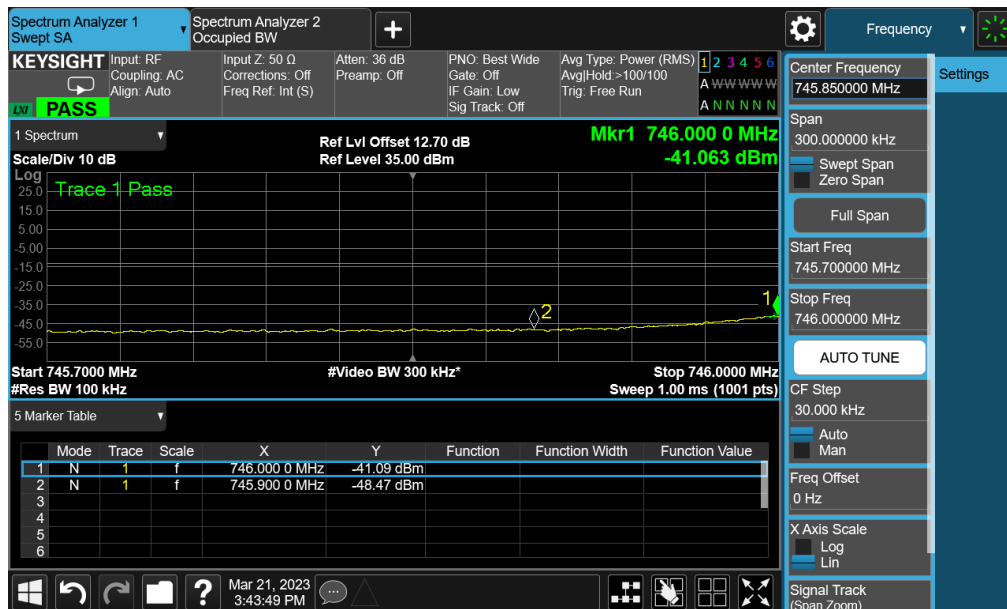 Spectrum Analyzer 1
Swept SA
Spectrum Analyzer 2
Occupied BW
Frequency
KEYSIGHT
LXI
PASS
Input: RF
Coupling: AC
Align: Auto
Input Z: 50 Ω
Corrections: Off
Freq Ref: Int (S)
Atten: 36 dB
Preamp: Off
PNO: Best Wide
Gate: Off
IF Gain: Low
Sig Track: Off
Avg Type: Power (RMS)
Avg|Hold:>100/100
Trig: Free Run
1 2 3 4 5 6
A W W W W W
A N N N N N
1 Spectrum
Scale/Div 10 dB
Ref Lvl Offset 12.70 dB
Ref Level 35.00 dBm
Mkr1 746.000 0 MHz
-41.063 dBm
Log
Trace 1 Pass
25.0
15.0
5.00
-5.00
-15.0
-25.0
-35.0
-45.0
-55.0
2
1
Start 745.7000 MHz
#Res BW 100 kHz
#Video BW 300 kHz*
Stop 746.0000 MHz
Sweep 1.00 ms (1001 pts)
5 Marker Table
Mode Trace Scale X Y Function Function Width Function Value
1 N 1 f 746.000 0 MHz -41.09 dBm
2 N 1 f 745.900 0 MHz -48.47 dBm
3
4
5
6
Mar 21, 2023
3:43:49 PM
Center Frequency
745.850000 MHz
Span
300.000000 kHz
Swept Span
Zero Span
Full Span
Start Freq
745.700000 MHz
Stop Freq
746.000000 MHz
AUTO TUNE
CF Step
30.000 kHz
Auto
Man
Freq Offset
0 Hz
X Axis Scale
Log
Lin
Signal Track
(Span Zoom)
Settings